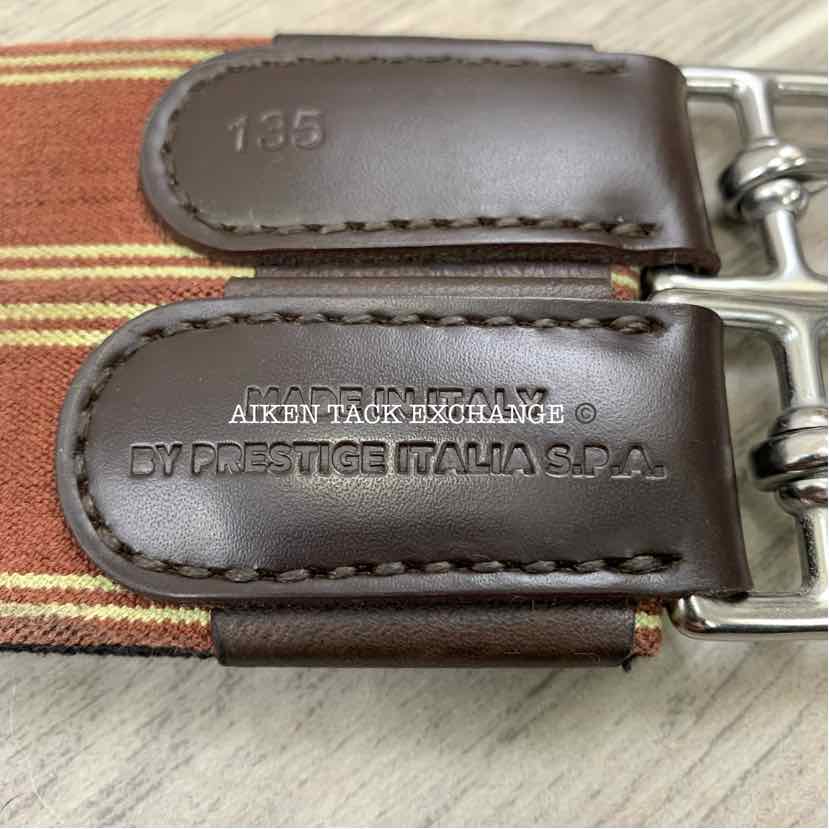 135
MADE IN ITALY
AIKEN TACK EXCHANGE ©
BY PRESTIGE ITALIA S.P.A.